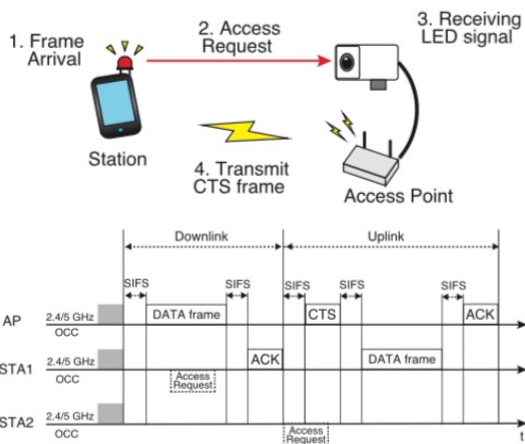 1. Frame
Arrival
2. Access
Request
3. Receiving
LED signal
Station
4. Transmit
CTS frame
Access Point
Downlink
Uplink
SIFS
SIFS
SIFS
SIFS
SIFS
AP
2.4/5 GHz
OCC
DATA frame
CTS
ACK
STA1
2.4/5 GHz
OCC
Access
Request
ACK
DATA frame
STA2
2.4/5 GHz
OCC
Access
Request
t